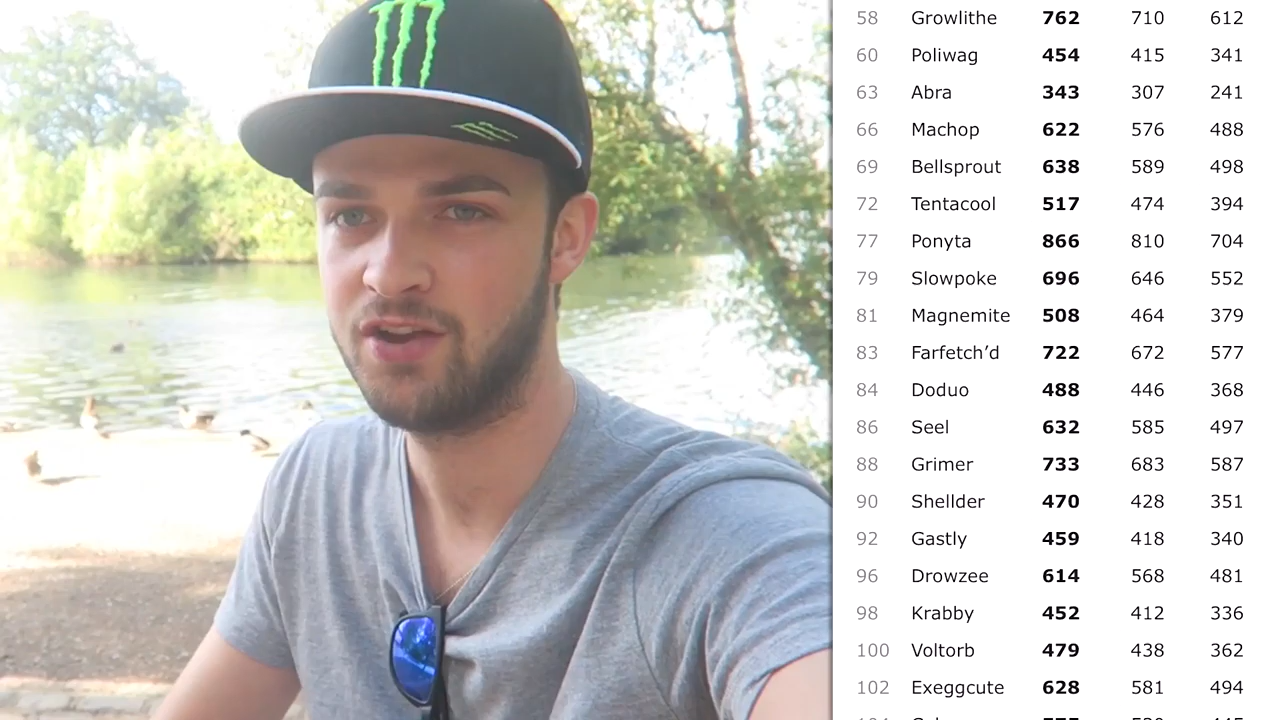 58 Growlithe 762 710 612
60 Poliwag 454 415 341
63 Abra 343 307 241
66 Machop 622 576 488
69 Bellsprout 638 589 498
72 Tentacool 517 474 394
77 Ponyta 866 810 704
79 Slowpoke 696 646 552
81 Magnemite 508 464 379
83 Farfetch’d 722 672 577
84 Doduo 488 446 368
86 Seel 632 585 497
88 Grimer 733 683 587
90 Shellder 470 428 351
92 Gastly 459 418 340
96 Drowzee 614 568 481
98 Krabby 452 412 336
100 Voltorb 479 438 362
102 Exeggcute 628 581 494